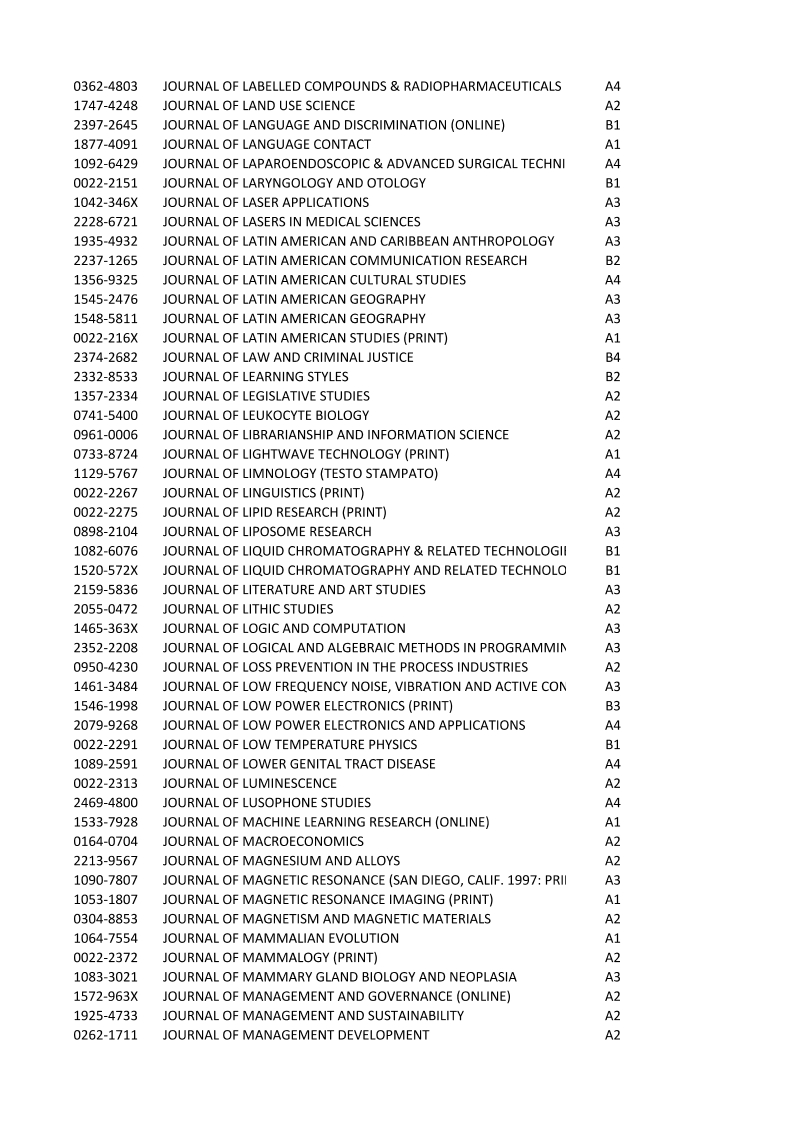 0362-4803 JOURNAL OF LABELLED COMPOUNDS & RADIOPHARMACEUTICALS A4
1747-4248 JOURNAL OF LAND USE SCIENCE A2
2397-2645 JOURNAL OF LANGUAGE AND DISCRIMINATION (ONLINE) B1
1877-4091 JOURNAL OF LANGUAGE CONTACT A1
1092-6429 JOURNAL OF LAPAROENDOSCOPIC & ADVANCED SURGICAL TECHNI A4
0022-2151 JOURNAL OF LARYNGOLOGY AND OTOLOGY B1
1042-346X JOURNAL OF LASER APPLICATIONS A3
2228-6721 JOURNAL OF LASERS IN MEDICAL SCIENCES A3
1935-4932 JOURNAL OF LATIN AMERICAN AND CARIBBEAN ANTHROPOLOGY A3
2237-1265 JOURNAL OF LATIN AMERICAN COMMUNICATION RESEARCH B2
1356-9325 JOURNAL OF LATIN AMERICAN CULTURAL STUDIES A4
1545-2476 JOURNAL OF LATIN AMERICAN GEOGRAPHY A3
1548-5811 JOURNAL OF LATIN AMERICAN GEOGRAPHY A3
0022-216X JOURNAL OF LATIN AMERICAN STUDIES (PRINT) A1
2374-2682 JOURNAL OF LAW AND CRIMINAL JUSTICE B4
2332-8533 JOURNAL OF LEARNING STYLES B2
1357-2334 JOURNAL OF LEGISLATIVE STUDIES A2
0741-5400 JOURNAL OF LEUKOCYTE BIOLOGY A2
0961-0006 JOURNAL OF LIBRARIANSHIP AND INFORMATION SCIENCE A2
0733-8724 JOURNAL OF LIGHTWAVE TECHNOLOGY (PRINT) A1
1129-5767 JOURNAL OF LIMNOLOGY (TESTO STAMPATO) A4
0022-2267 JOURNAL OF LINGUISTICS (PRINT) A2
0022-2275 JOURNAL OF LIPID RESEARCH (PRINT) A2
0898-2104 JOURNAL OF LIPOSOME RESEARCH A3
1082-6076 JOURNAL OF LIQUID CHROMATOGRAPHY & RELATED TECHNOLOGII B1
1520-572X JOURNAL OF LIQUID CHROMATOGRAPHY AND RELATED TECHNOLO B1
2159-5836 JOURNAL OF LITERATURE AND ART STUDIES A3
2055-0472 JOURNAL OF LITHIC STUDIES A2
1465-363X JOURNAL OF LOGIC AND COMPUTATION A3
2352-2208 JOURNAL OF LOGICAL AND ALGEBRAIC METHODS IN PROGRAMMIN A3
0950-4230 JOURNAL OF LOSS PREVENTION IN THE PROCESS INDUSTRIES A2
1461-3484 JOURNAL OF LOW FREQUENCY NOISE, VIBRATION AND ACTIVE CON A3
1546-1998 JOURNAL OF LOW POWER ELECTRONICS (PRINT) B3
2079-9268 JOURNAL OF LOW POWER ELECTRONICS AND APPLICATIONS A4
0022-2291 JOURNAL OF LOW TEMPERATURE PHYSICS B1
1089-2591 JOURNAL OF LOWER GENITAL TRACT DISEASE A4
0022-2313 JOURNAL OF LUMINESCENCE A2
2469-4800 JOURNAL OF LUSOPHONE STUDIES A4
1533-7928 JOURNAL OF MACHINE LEARNING RESEARCH (ONLINE) A1
0164-0704 JOURNAL OF MACROECONOMICS A2
2213-9567 JOURNAL OF MAGNESIUM AND ALLOYS A2
1090-7807 JOURNAL OF MAGNETIC RESONANCE (SAN DIEGO, CALIF. 1997: PRII A3
1053-1807 JOURNAL OF MAGNETIC RESONANCE IMAGING (PRINT) A1
0304-8853 JOURNAL OF MAGNETISM AND MAGNETIC MATERIALS A2
1064-7554 JOURNAL OF MAMMALIAN EVOLUTION A1
0022-2372 JOURNAL OF MAMMALOGY (PRINT) A2
1083-3021 JOURNAL OF MAMMARY GLAND BIOLOGY AND NEOPLASIA A3
1572-963X JOURNAL OF MANAGEMENT AND GOVERNANCE (ONLINE) A2
1925-4733 JOURNAL OF MANAGEMENT AND SUSTAINABILITY A2
0262-1711 JOURNAL OF MANAGEMENT DEVELOPMENT A2